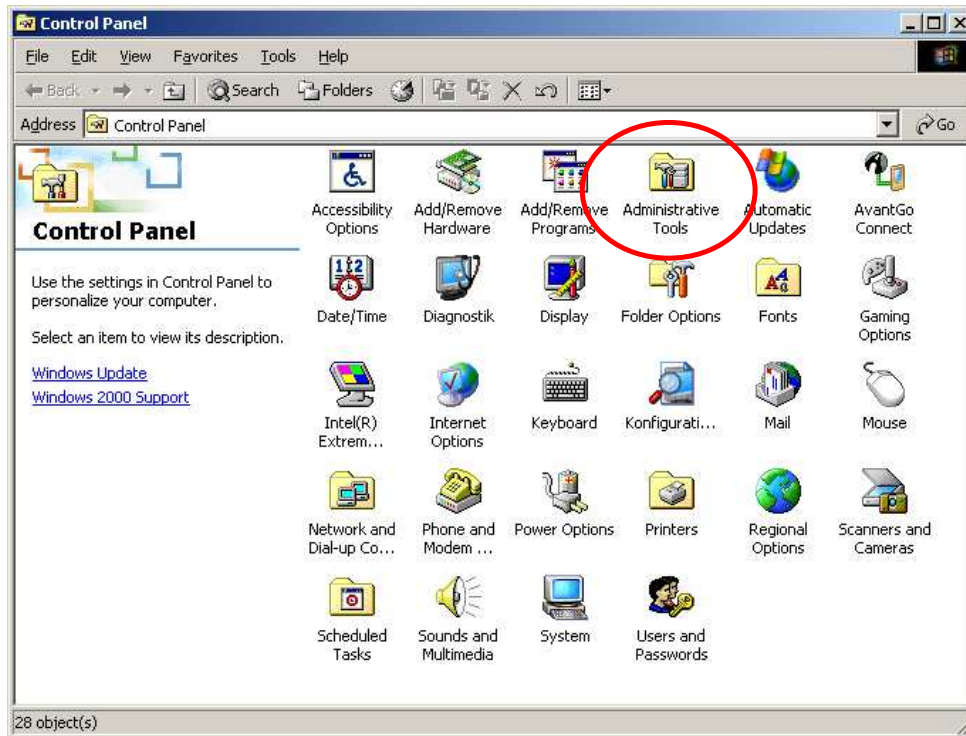 Control Panel
File Edit View Favorites Tools Help
Back Search Folders
Address Control Panel Go
Control Panel
Use the settings in Control Panel to
personalize your computer.
Select an item to view its description.
Windows Update
Windows 2000 Support
Accessibility
Options
Add/Remove
Hardware
Add/Remove
Programs
Administrative
Tools
Automatic
Updates
AvantGo
Connect
12
Date/Time
Diagnostik
Display
Folder Options
Fonts
Gaming
Options
Intel(R)
Extrem...
Internet
Options
Keyboard
Konfigurati...
Mail
Mouse
Network and
Dial-up Co...
Phone and
Modem ...
Power Options
Printers
Regional
Options
Scanners and
Cameras
Scheduled
Tasks
Sounds and
Multimedia
System
Users and
Passwords
28 object(s)